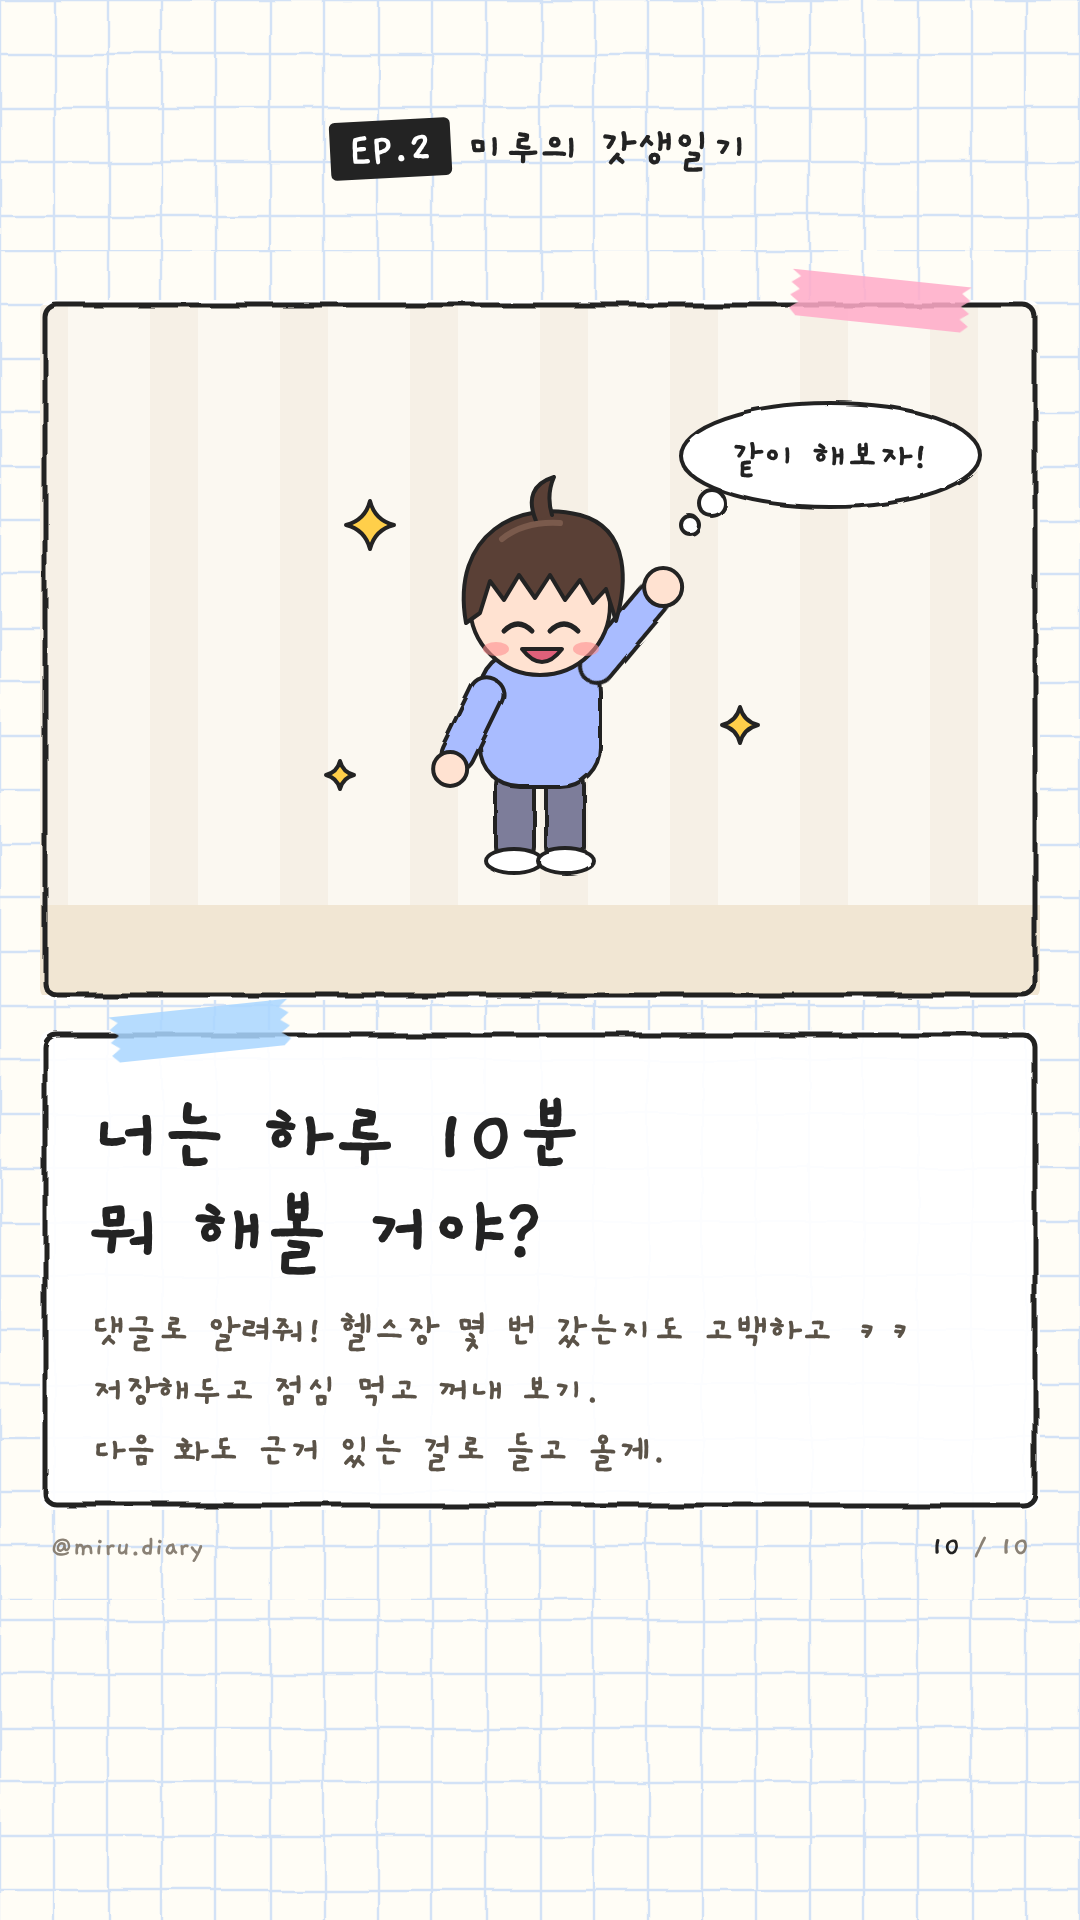 EP.2 미루의 갓생일기
같이 해보자!
너는 하루 10분
뭐 해볼 거야?
댓글로 알려줘! 헬스장 몇 번 갔는지도 고백하고 ㅋㅋ
저장해두고 점심 먹고 꺼내 보기.
다음 화도 근거 있는 걸로 들고 올게.
@miru.diary
10 / 10